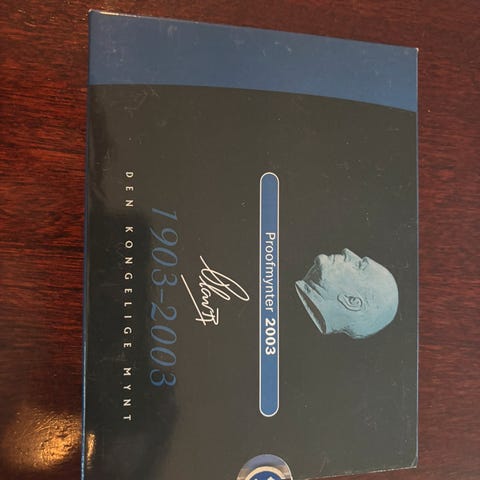 Proofmynter 2003
1903-2003
DEN KONGELIGE MYNT